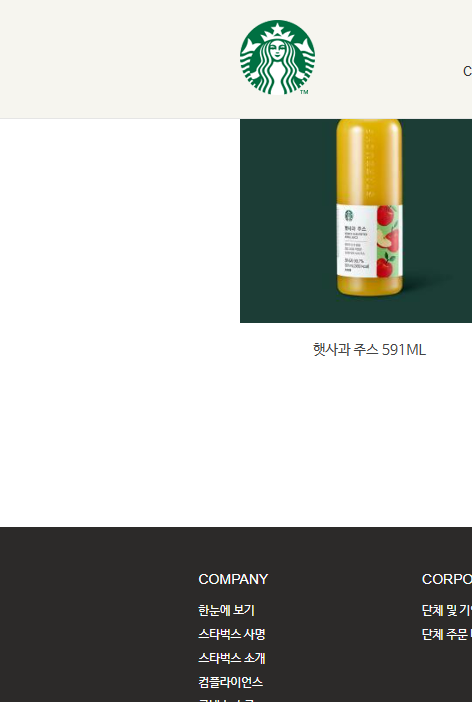 TM
C
STARBUCKS
햇사과 주스
햇사과 주스 591ML
COMPANY
CORPO
한눈에 보기
단체 및 기
스타벅스 사명
단체 주문
스타벅스 소개
컴플라이언스